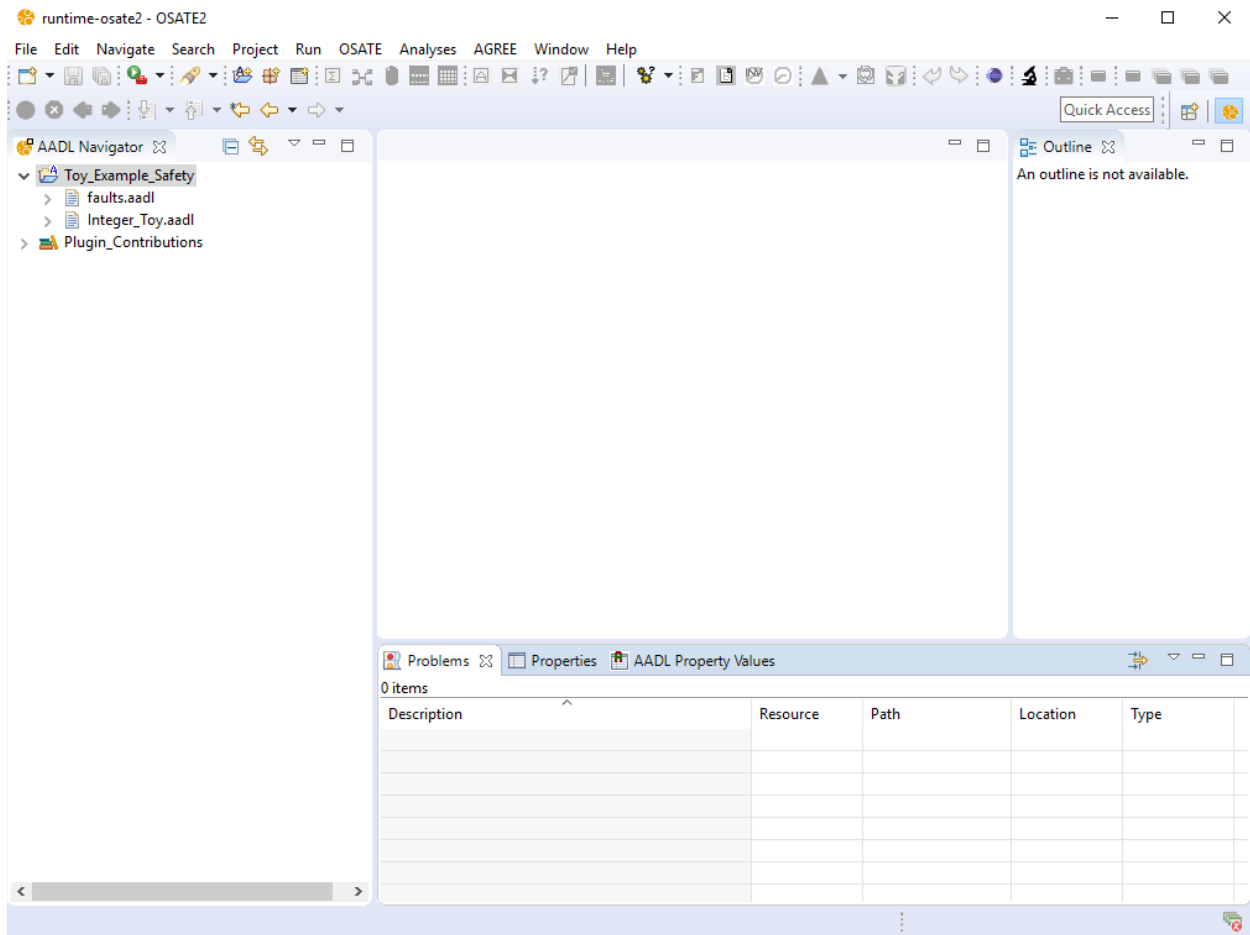 runtime-osate2 - OSATE2
File Edit Navigate Search Project Run OSATE Analyses AGREE Window Help
Quick Access
AADL Navigator
Outline
Toy_Example_Safety
An outline is not available.
faults.aadl
Integer_Toy.aadl
Plugin_Contributions
Problems Properties AADL Property Values
0 items
Description Resource Path Location Type